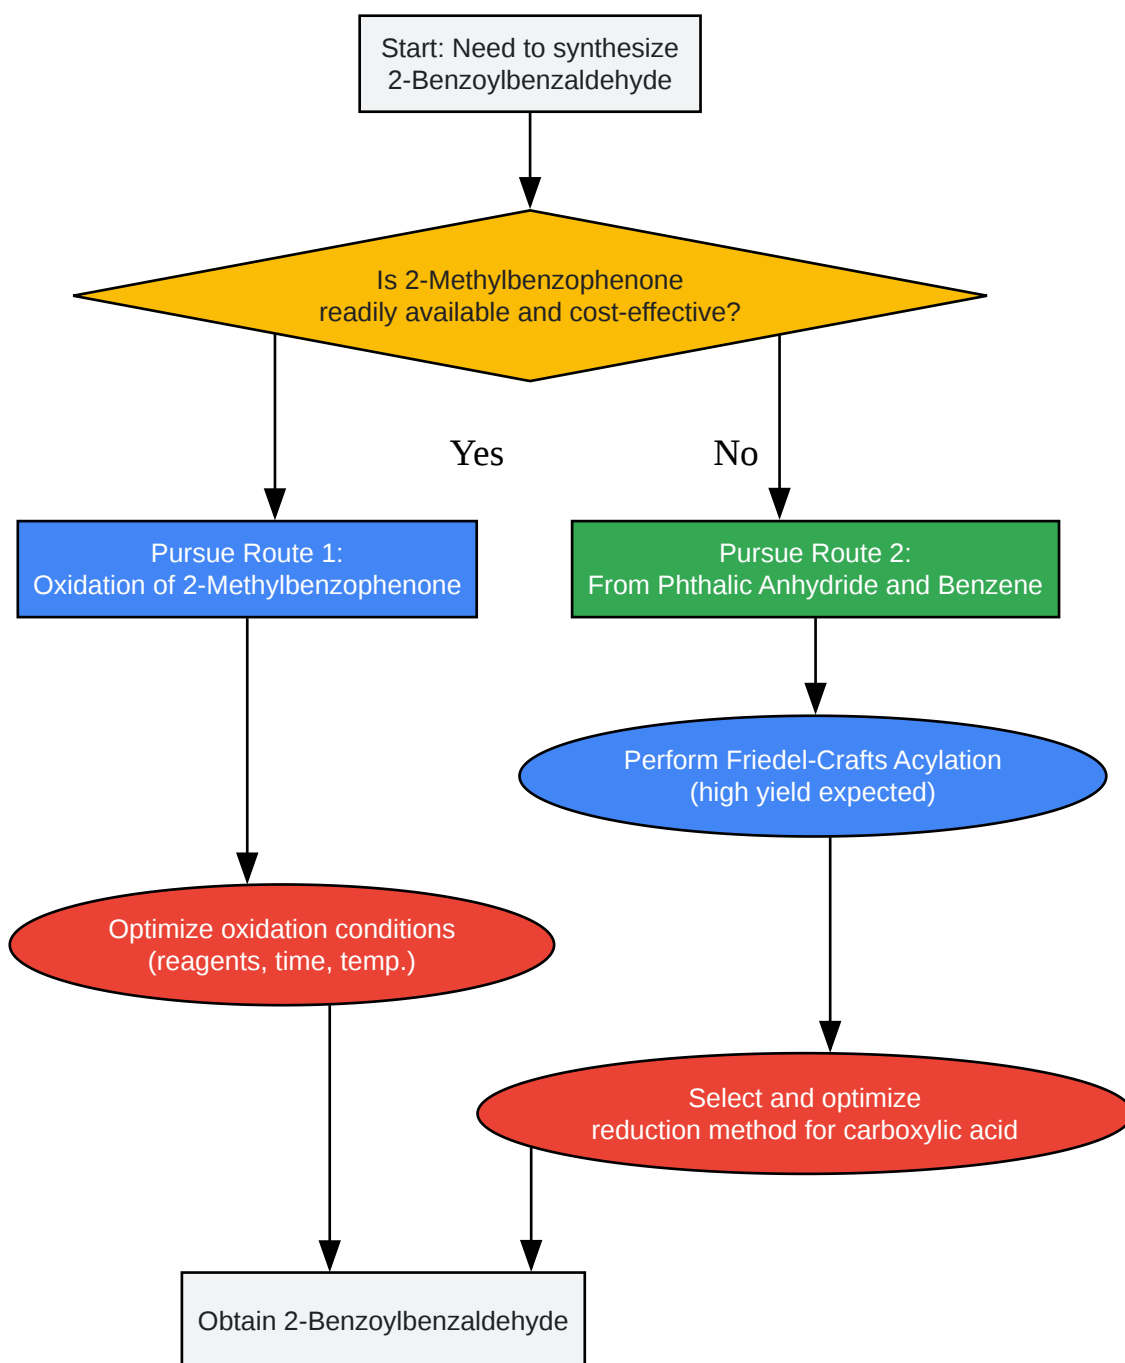 Start: Need to synthesize
2-Benzoylbenzaldehyde
Is 2-Methylbenzophenone
readily available and cost-effective?
Yes
No
Pursue Route 1:
Oxidation of 2-Methylbenzophenone
Pursue Route 2:
From Phthalic Anhydride and Benzene
Perform Friedel-Crafts Acylation
(high yield expected)
Optimize oxidation conditions
(reagents, time, temp.)
Select and optimize
reduction method for carboxylic acid
Obtain 2-Benzoylbenzaldehyde